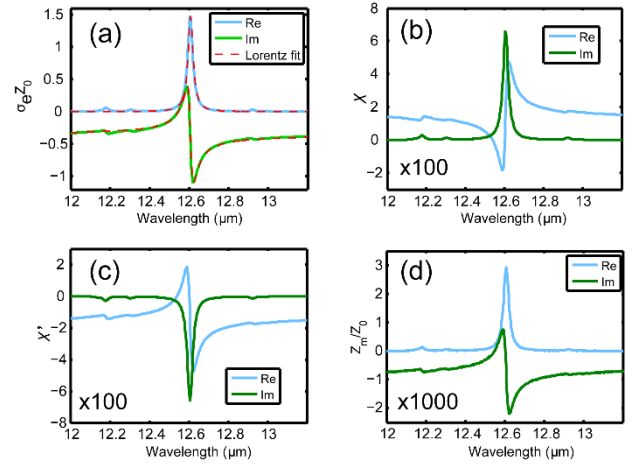 (a)
Re
Im
Lorentz fit
σeZ0
1.5
1
0.5
0
−0.5
−1
12 12.2 12.4 12.6 12.8 13
Wavelength (µm)
(b)
Re
Im
χ
6
4
2
0
−2
x100
12 12.2 12.4 12.6 12.8 13
Wavelength (µm)
(c)
Re
Im
χ’
2
0
−2
−4
−6
−8
x100
12 12.2 12.4 12.6 12.8 13
Wavelength (µm)
(d)
Re
Im
Zm/Z0
3
2
1
0
−1
−2
x1000
12 12.2 12.4 12.6 12.8 13
Wavelength (µm)